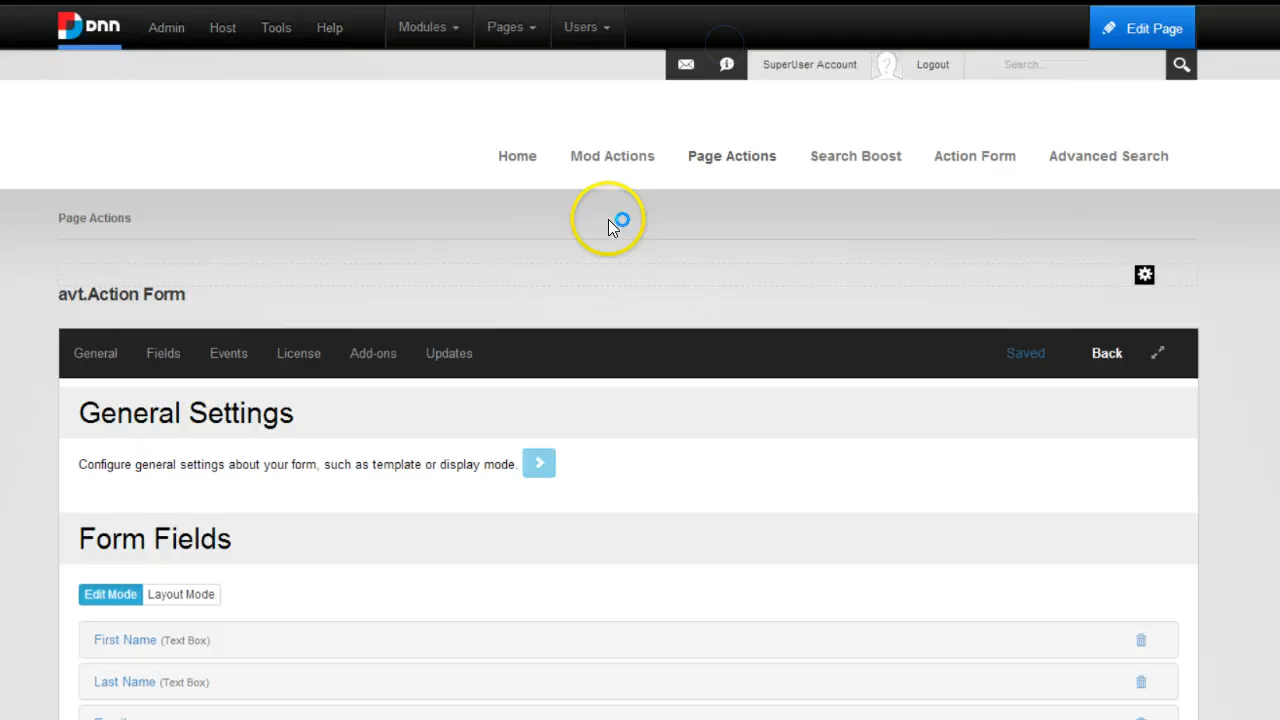 dnn Admin Host Tools Help Modules Pages Users Edit Page
SuperUser Account Logout Search...
Home Mod Actions Page Actions Search Boost Action Form Advanced Search
Page Actions
avt.Action Form
General Fields Events License Add-ons Updates Saved Back
General Settings
Configure general settings about your form, such as template or display mode.
Form Fields
Edit Mode Layout Mode
First Name (Text Box)
Last Name (Text Box)